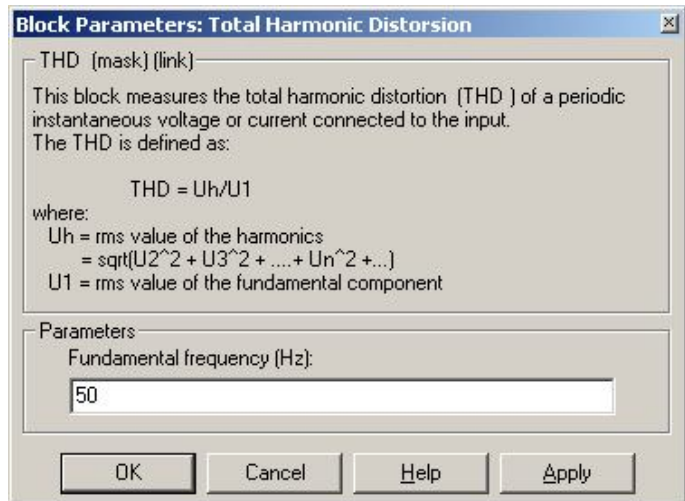 Block Parameters: Total Harmonic Distorsion
THD (mask) (link)
This block measures the total harmonic distortion (THD ) of a periodic
instantaneous voltage or current connected to the input.
The THD is defined as:
THD = Uh/U1
where:
Uh = rms value of the harmonics
= sqrt(U2^2 + U3^2 + ....+ Un^2 +...)
U1 = rms value of the fundamental component
Parameters
Fundamental frequency (Hz):
50
OK Cancel Help Apply